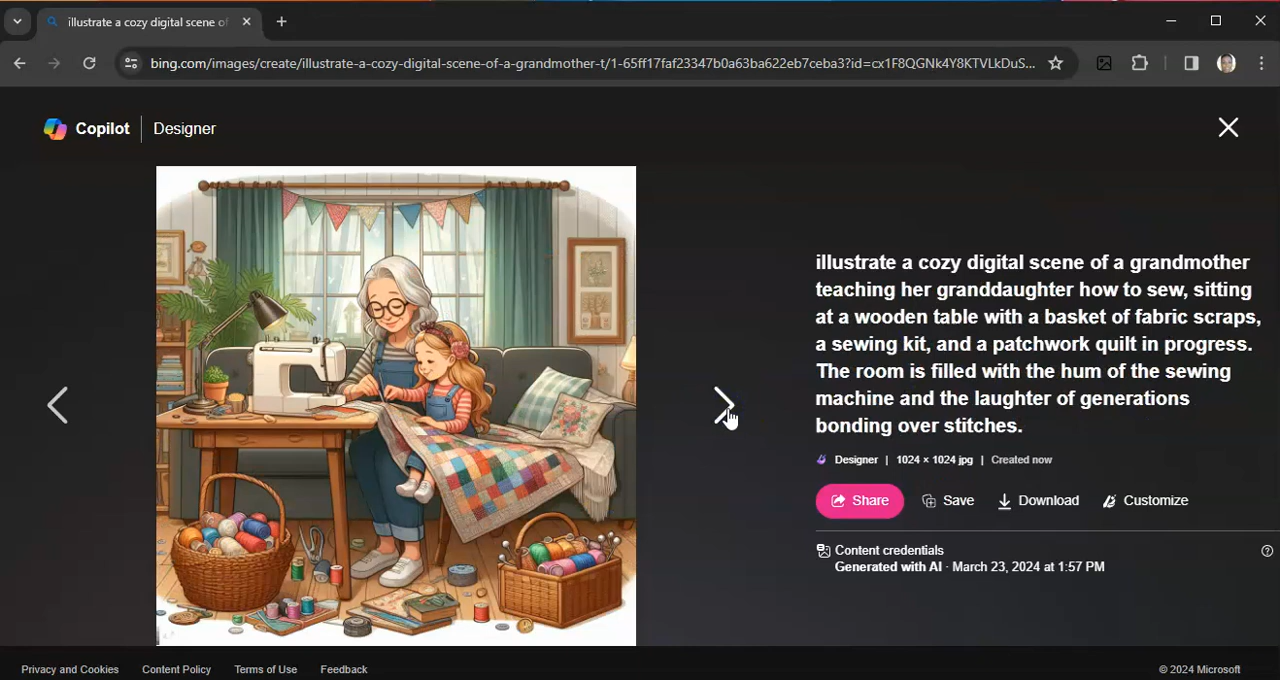 illustrate a cozy digital scene of
bing.com/images/create/illustrate-a-cozy-digital-scene-of-a-grandmother-t/1-65ff17faf23347b0a63ba622eb7ceba3?id=cx1F8QGNk4Y8KTVLkDuS...
Copilot Designer
illustrate a cozy digital scene of a grandmother
teaching her granddaughter how to sew, sitting
at a wooden table with a basket of fabric scraps,
a sewing kit, and a patchwork quilt in progress.
The room is filled with the hum of the sewing
machine and the laughter of generations
bonding over stitches.
Designer | 1024 × 1024 jpg | Created now
Share Save Download Customize
Content credentials
Generated with AI · March 23, 2024 at 1:57 PM
Privacy and Cookies Content Policy Terms of Use Feedback © 2024 Microsoft